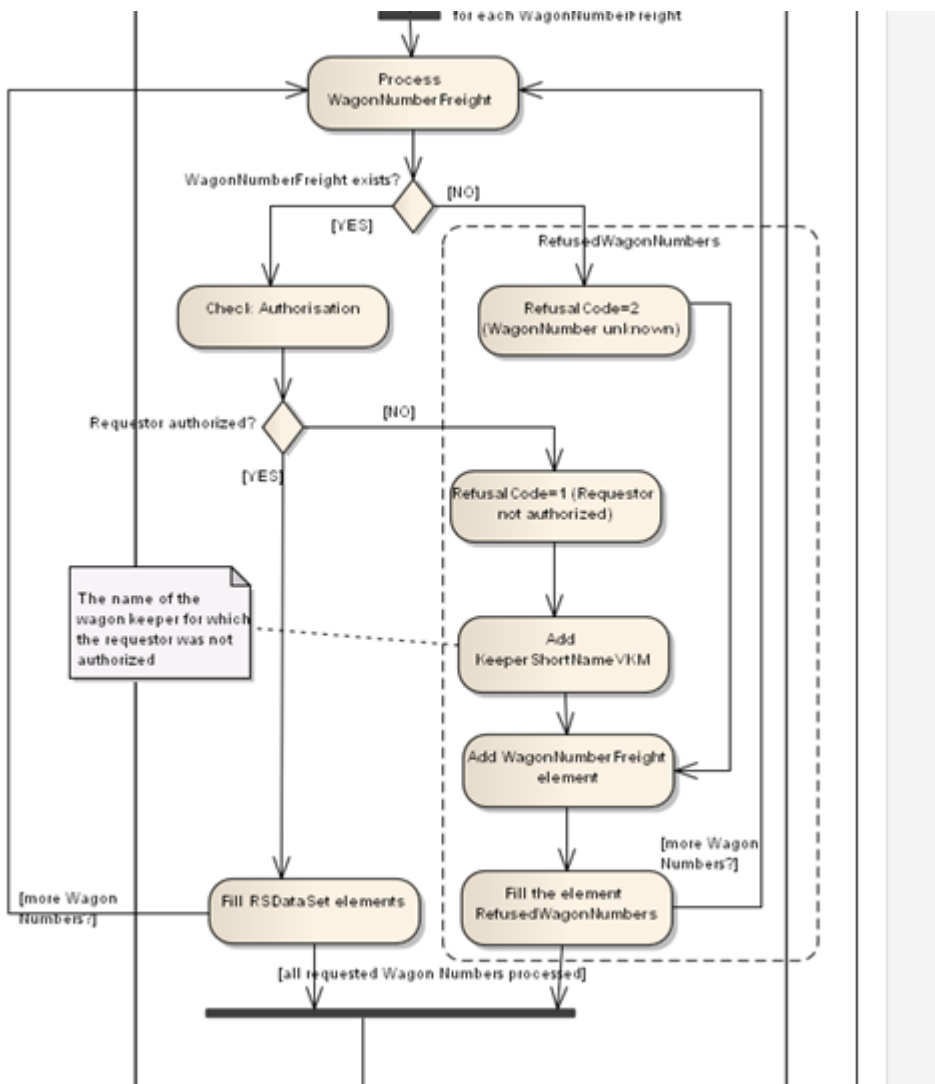 for each WagonNumberFreight
Process
WagonNumberFreight
WagonNumberFreight exists?
[NO]
[YES]
RefusedWagonNumbers
Check Authorisation
RefusalCode=2
(WagonNumber unknown)
Requestor authorized?
[NO]
[YES]
RefusalCode=1 (Requestor
not authorized)
The name of the
wagon keeper for which
the requestor was not
authorized
Add
KeeperShortNameVKM
Add WagonNumberFreight
element
[more Wagon
Numbers?]
Fill RSDataSet elements
Fill the element
RefusedWagonNumbers
[more Wagon
Numbers?]
[all requested Wagon Numbers processed]